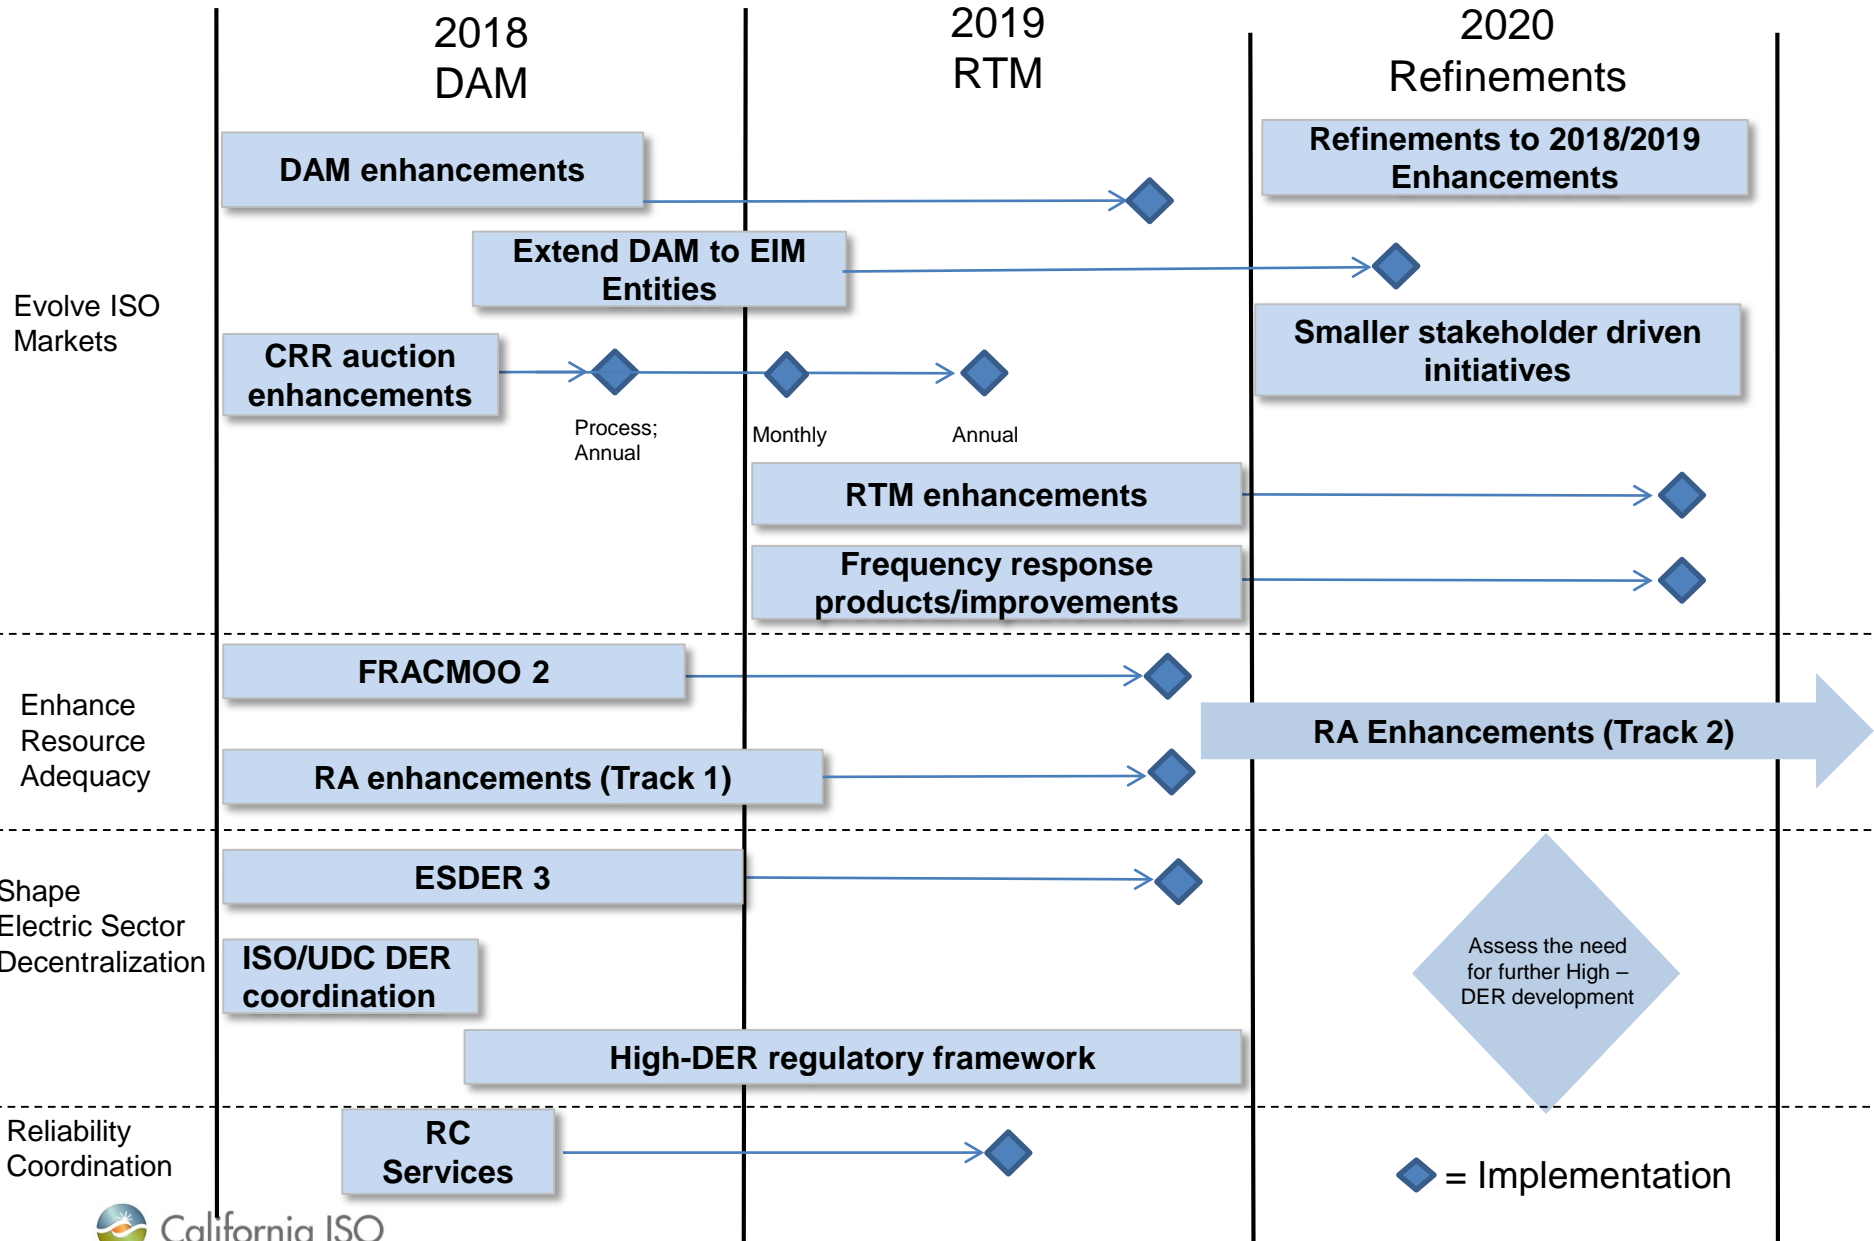 2018
DAM
2019
RTM
2020
Refinements
Evolve ISO
Markets
DAM enhancements
Refinements to 2018/2019
Enhancements
Extend DAM to EIM
Entities
CRR auction
enhancements
Process;
Annual
Monthly
Annual
Smaller stakeholder driven
initiatives
RTM enhancements
Frequency response
products/improvements
Enhance
Resource
Adequacy
FRACMOO 2
RA enhancements (Track 1)
RA Enhancements (Track 2)
Shape
Electric Sector
Decentralization
ESDER 3
ISO/UDC DER
coordination
High-DER regulatory framework
Assess the need
for further High –
DER development
Reliability
Coordination
RC
Services
= Implementation
California ISO